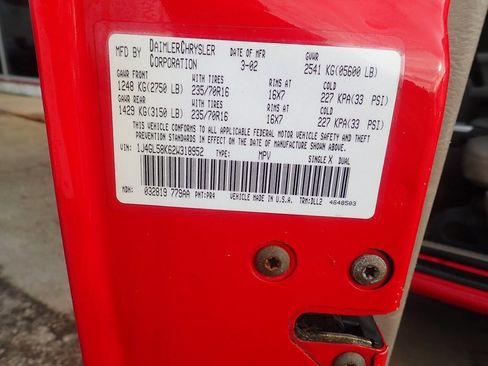 MFD BY DAIMLERCHRYSLER CORPORATION DATE OF MFR 3-02 GVWR 2541 KG(05600 LB)
GAWR FRONT WITH TIRES RIMS AT COLD
1248 KG(2750 LB) 235/70R16 16X7 227 KPA(33 PSI)
GAWR REAR WITH TIRES RIMS AT COLD
1429 KG(3150 LB) 235/70R16 16X7 227 KPA(33 PSI)
THIS VEHICLE CONFORMS TO ALL APPLICABLE FEDERAL MOTOR VEHICLE SAFETY AND THEFT
PREVENTION STANDARDS IN EFFECT ON THE DATE OF MANUFACTURE SHOWN ABOVE.
VIN: 1J4GL58K62W318952 TYPE: MPV SINGLE X DUAL
MDH: 032819 779AA PNT:PR4 VEHICLE MADE IN U.S.A. TRM:DLL2 4648503